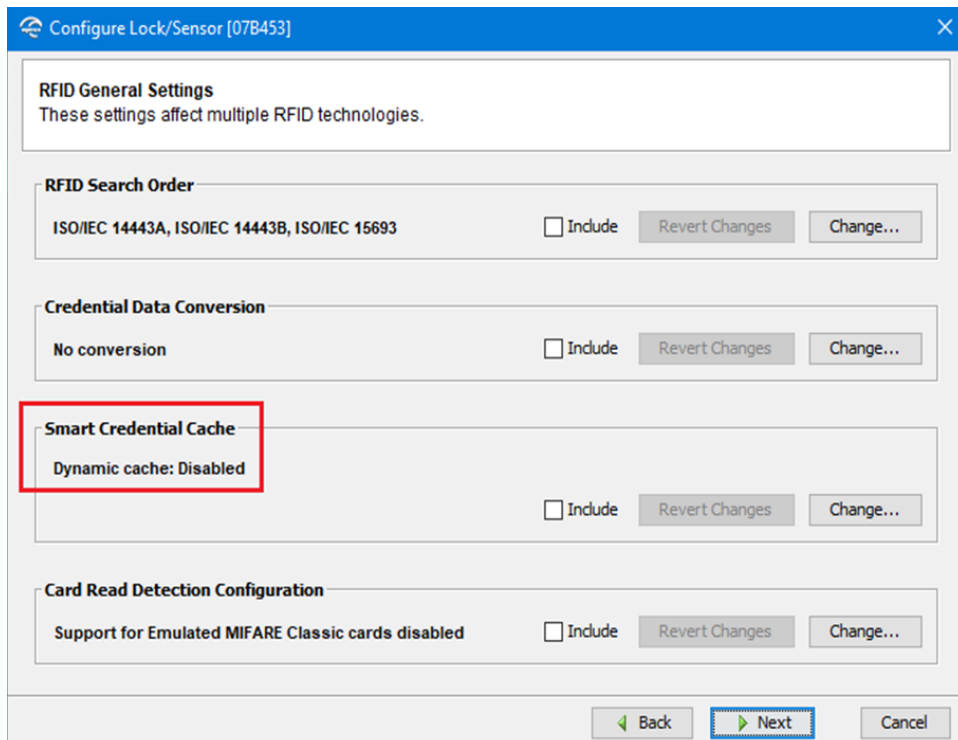 Configure Lock/Sensor [07B453]
RFID General Settings
These settings affect multiple RFID technologies.
RFID Search Order
ISO/IEC 14443A, ISO/IEC 14443B, ISO/IEC 15693 Include Revert Changes Change...
Credential Data Conversion
No conversion Include Revert Changes Change...
Smart Credential Cache
Dynamic cache: Disabled
Include Revert Changes Change...
Card Read Detection Configuration
Support for Emulated MIFARE Classic cards disabled Include Revert Changes Change...
Back Next Cancel